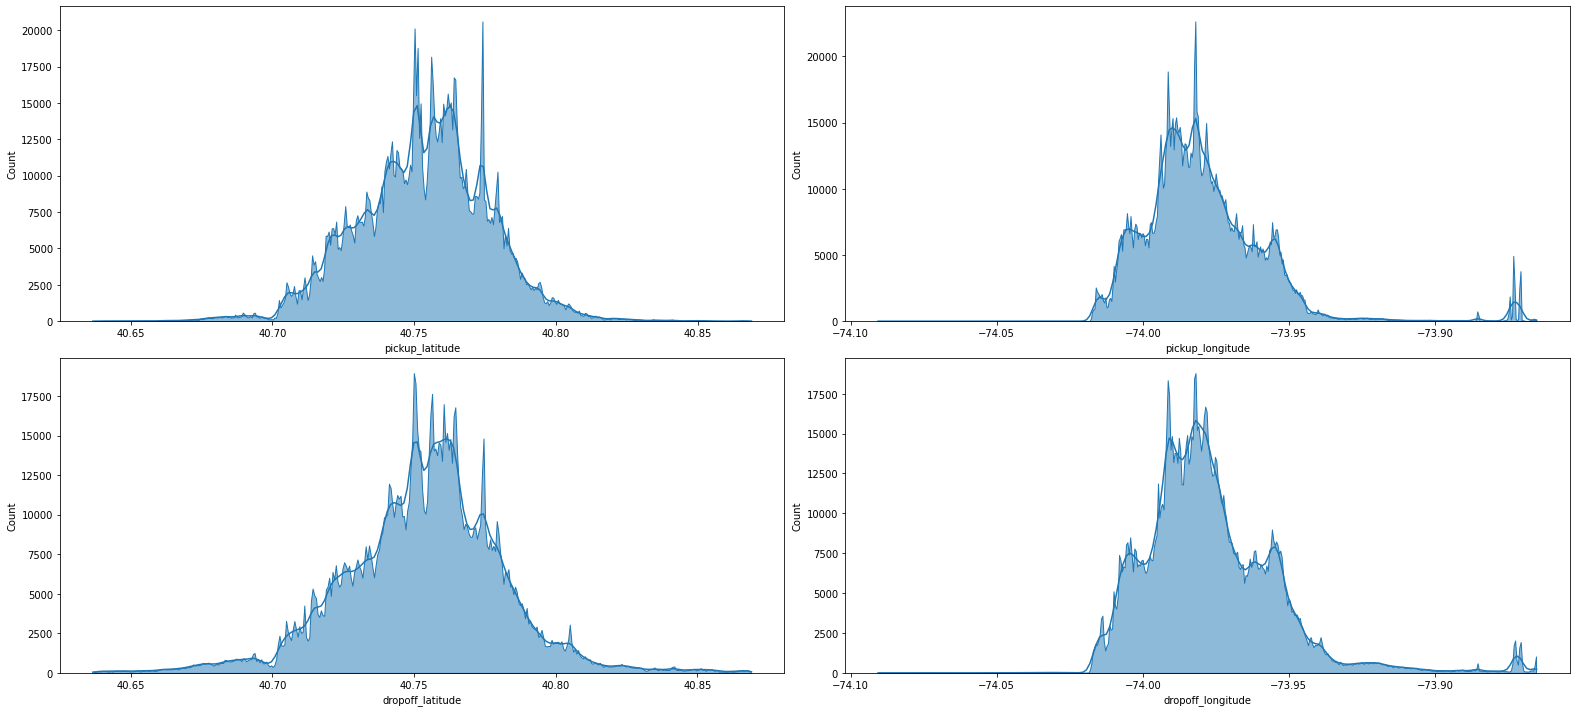 20000
17500
15000
12500
10000
7500
5000
2500
0
Count
40.65 40.70 40.75 40.80 40.85
pickup_latitude
20000
15000
10000
5000
0
Count
−74.10 −74.05 −74.00 −73.95 −73.90
pickup_longitude
17500
15000
12500
10000
7500
5000
2500
0
Count
40.65 40.70 40.75 40.80 40.85
dropoff_latitude
17500
15000
12500
10000
7500
5000
2500
0
Count
−74.10 −74.05 −74.00 −73.95 −73.90
dropoff_longitude